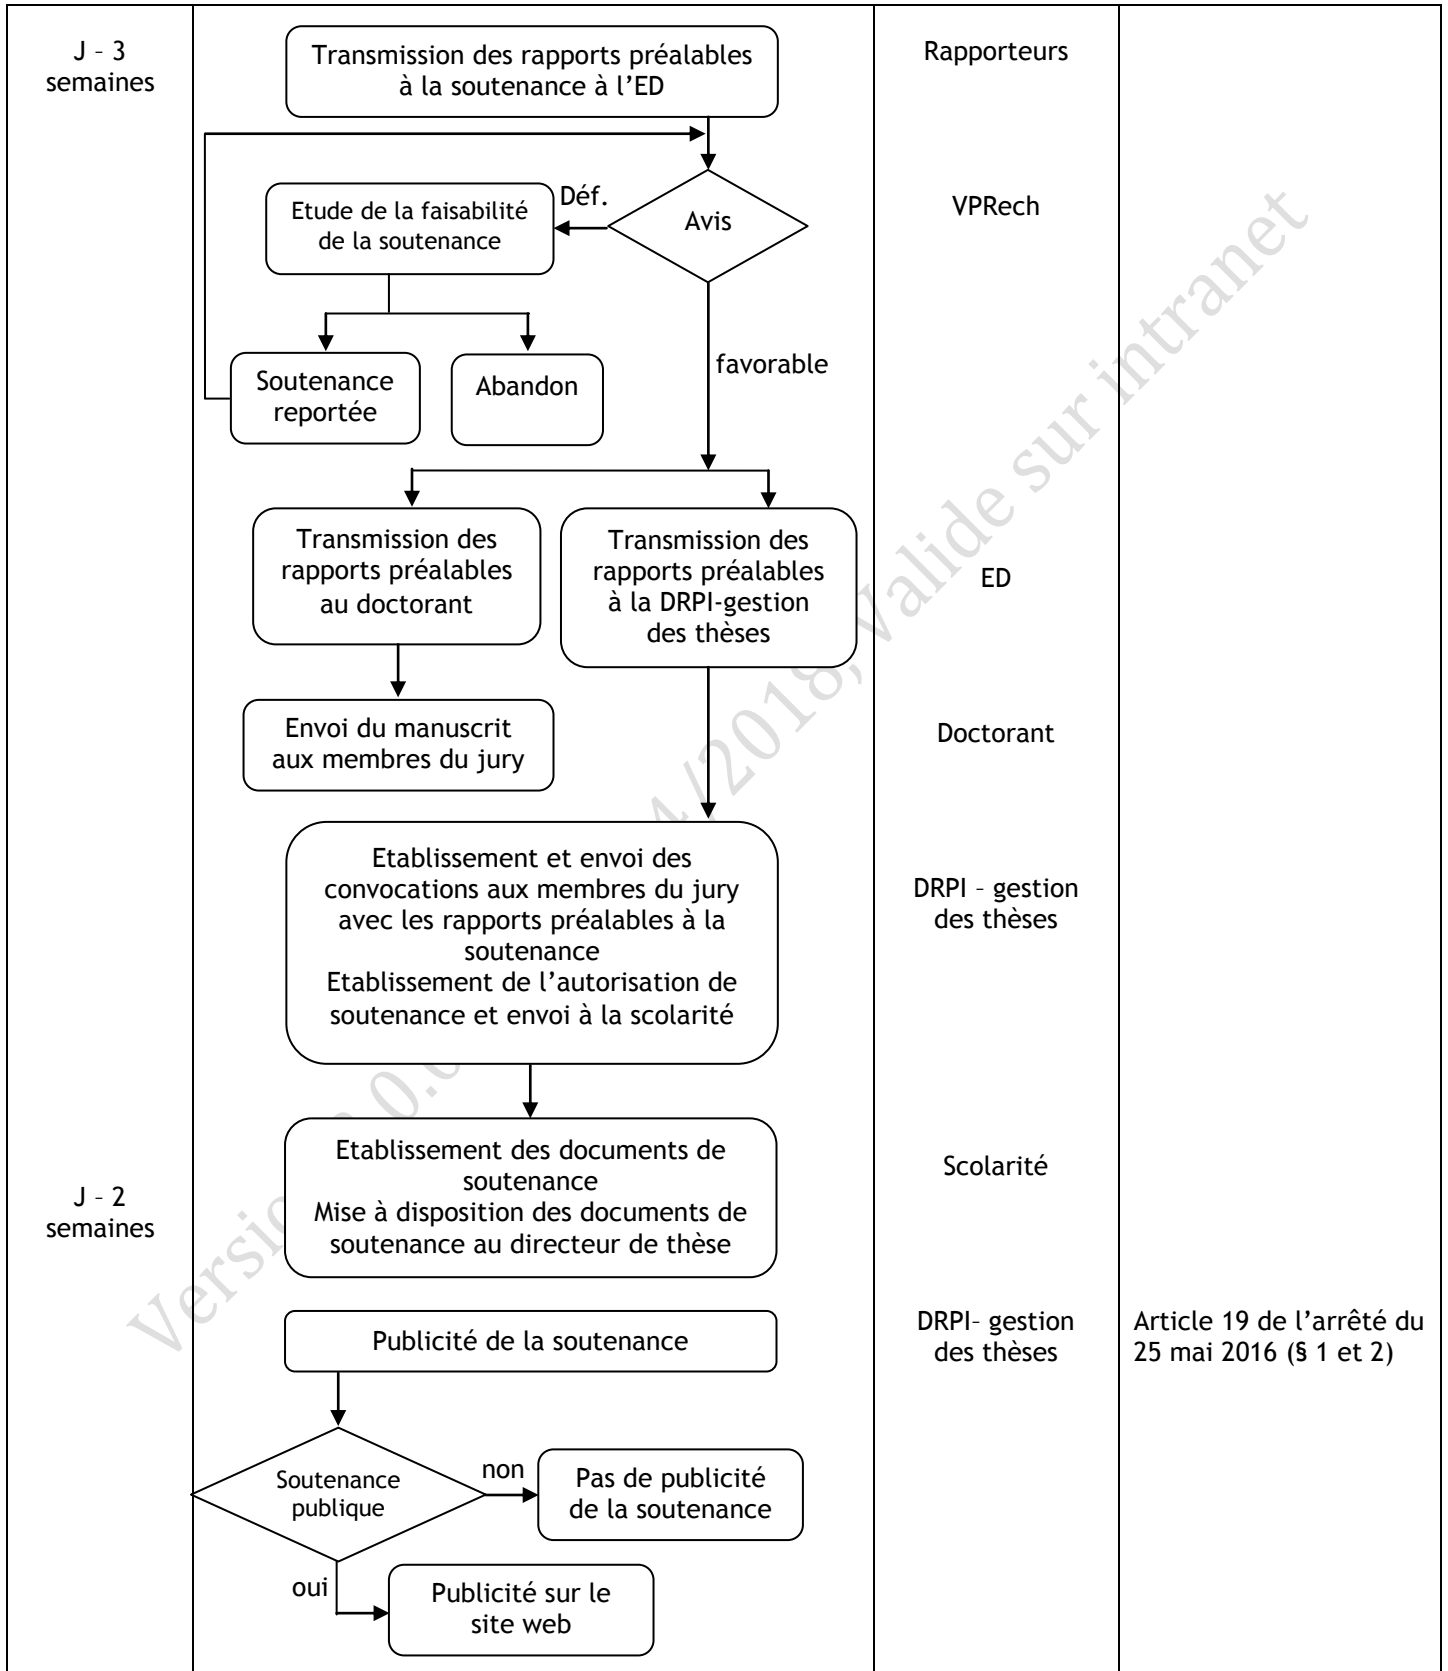 J – 3
semaines
Transmission des rapports préalables
à la soutenance à l'ED
Rapporteurs
Déf.
Etude de la faisabilité
de la soutenance
Avis
VPRech
favorable
Soutenance
reportée
Abandon
Transmission des
rapports préalables
au doctorant
Transmission des
rapports préalables
à la DRPI-gestion
des thèses
ED
Envoi du manuscrit
aux membres du jury
Doctorant
Etablissement et envoi des
convocations aux membres du jury
avec les rapports préalables à la
soutenance
Etablissement de l'autorisation de
soutenance et envoi à la scolarité
DRPI – gestion
des thèses
J – 2
semaines
Etablissement des documents de
soutenance
Mise à disposition des documents de
soutenance au directeur de thèse
Scolarité
Publicité de la soutenance
DRPI– gestion
des thèses
Article 19 de l'arrêté du
25 mai 2016 (§ 1 et 2)
Soutenance
publique
non
Pas de publicité
de la soutenance
oui
Publicité sur le
site web
/2018, Valide sur intranet